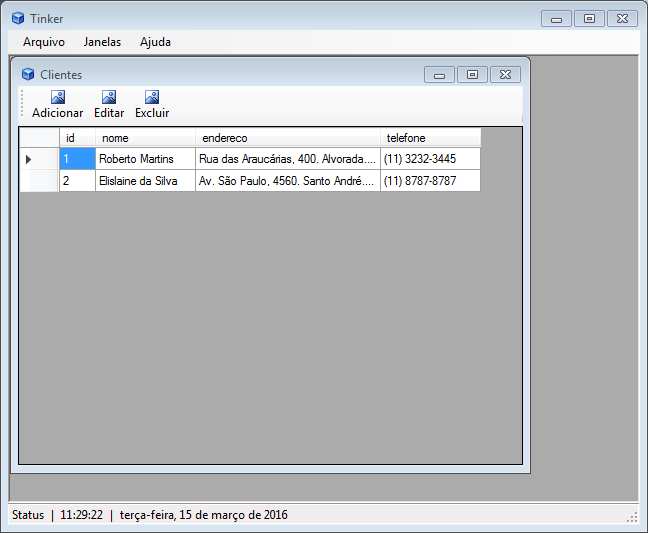 Tinker
Arquivo Janelas Ajuda
Clientes
Adicionar Editar Excluir
id nome endereco telefone
1 Roberto Martins Rua das Araucárias, 400. Alvorada.... (11) 3232-3445
2 Elislaine da Silva Av. São Paulo, 4560. Santo André.... (11) 8787-8787
Status | 11:29:22 | terça-feira, 15 de março de 2016